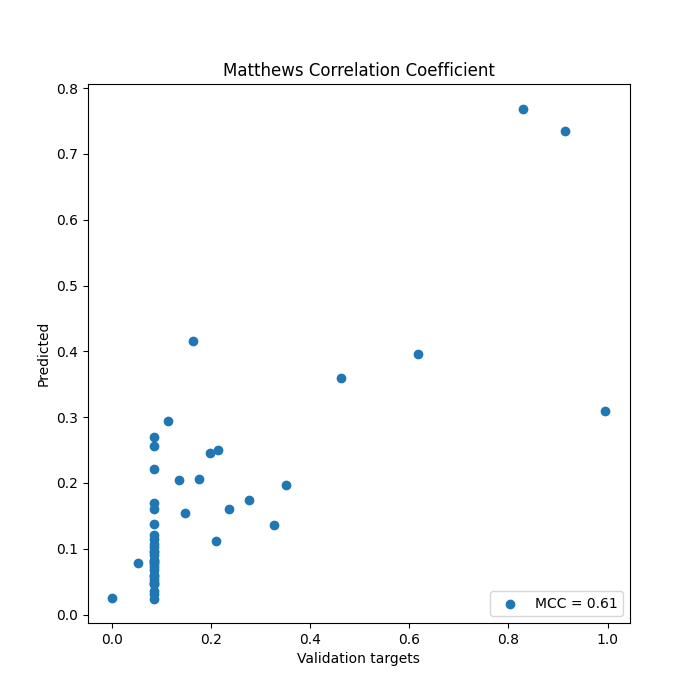 Matthews Correlation Coefficient
0.8
0.7
0.6
0.5
0.4
0.3
0.2
0.1
0.0
Predicted
MCC = 0.61
0.0 0.2 0.4 0.6 0.8 1.0
Validation targets